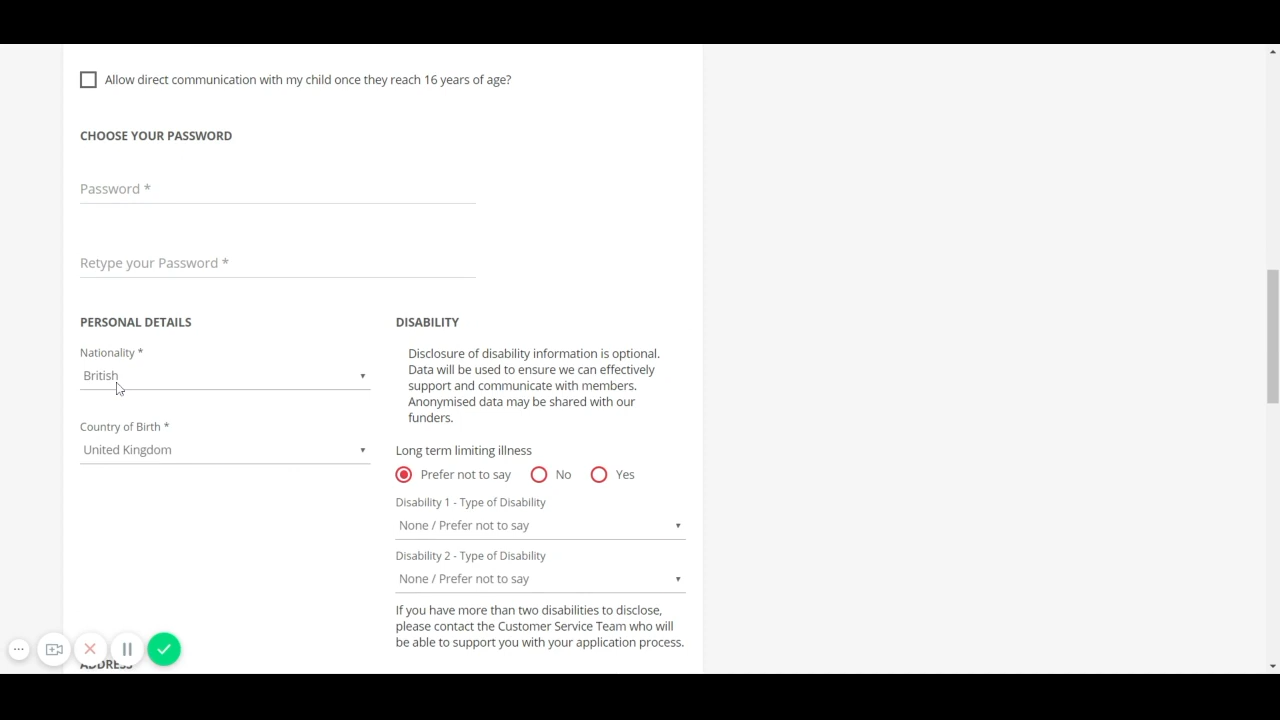 Allow direct communication with my child once they reach 16 years of age?
CHOOSE YOUR PASSWORD
Password *
Retype your Password *
PERSONAL DETAILS
Nationality *
British
Country of Birth *
United Kingdom
DISABILITY
Disclosure of disability information is optional.
Data will be used to ensure we can effectively
support and communicate with members.
Anonymised data may be shared with our
funders.
Long term limiting illness
Prefer not to say No Yes
Disability 1 - Type of Disability
None / Prefer not to say
Disability 2 - Type of Disability
None / Prefer not to say
If you have more than two disabilities to disclose,
please contact the Customer Service Team who will
be able to support you with your application process.
ADDRESS